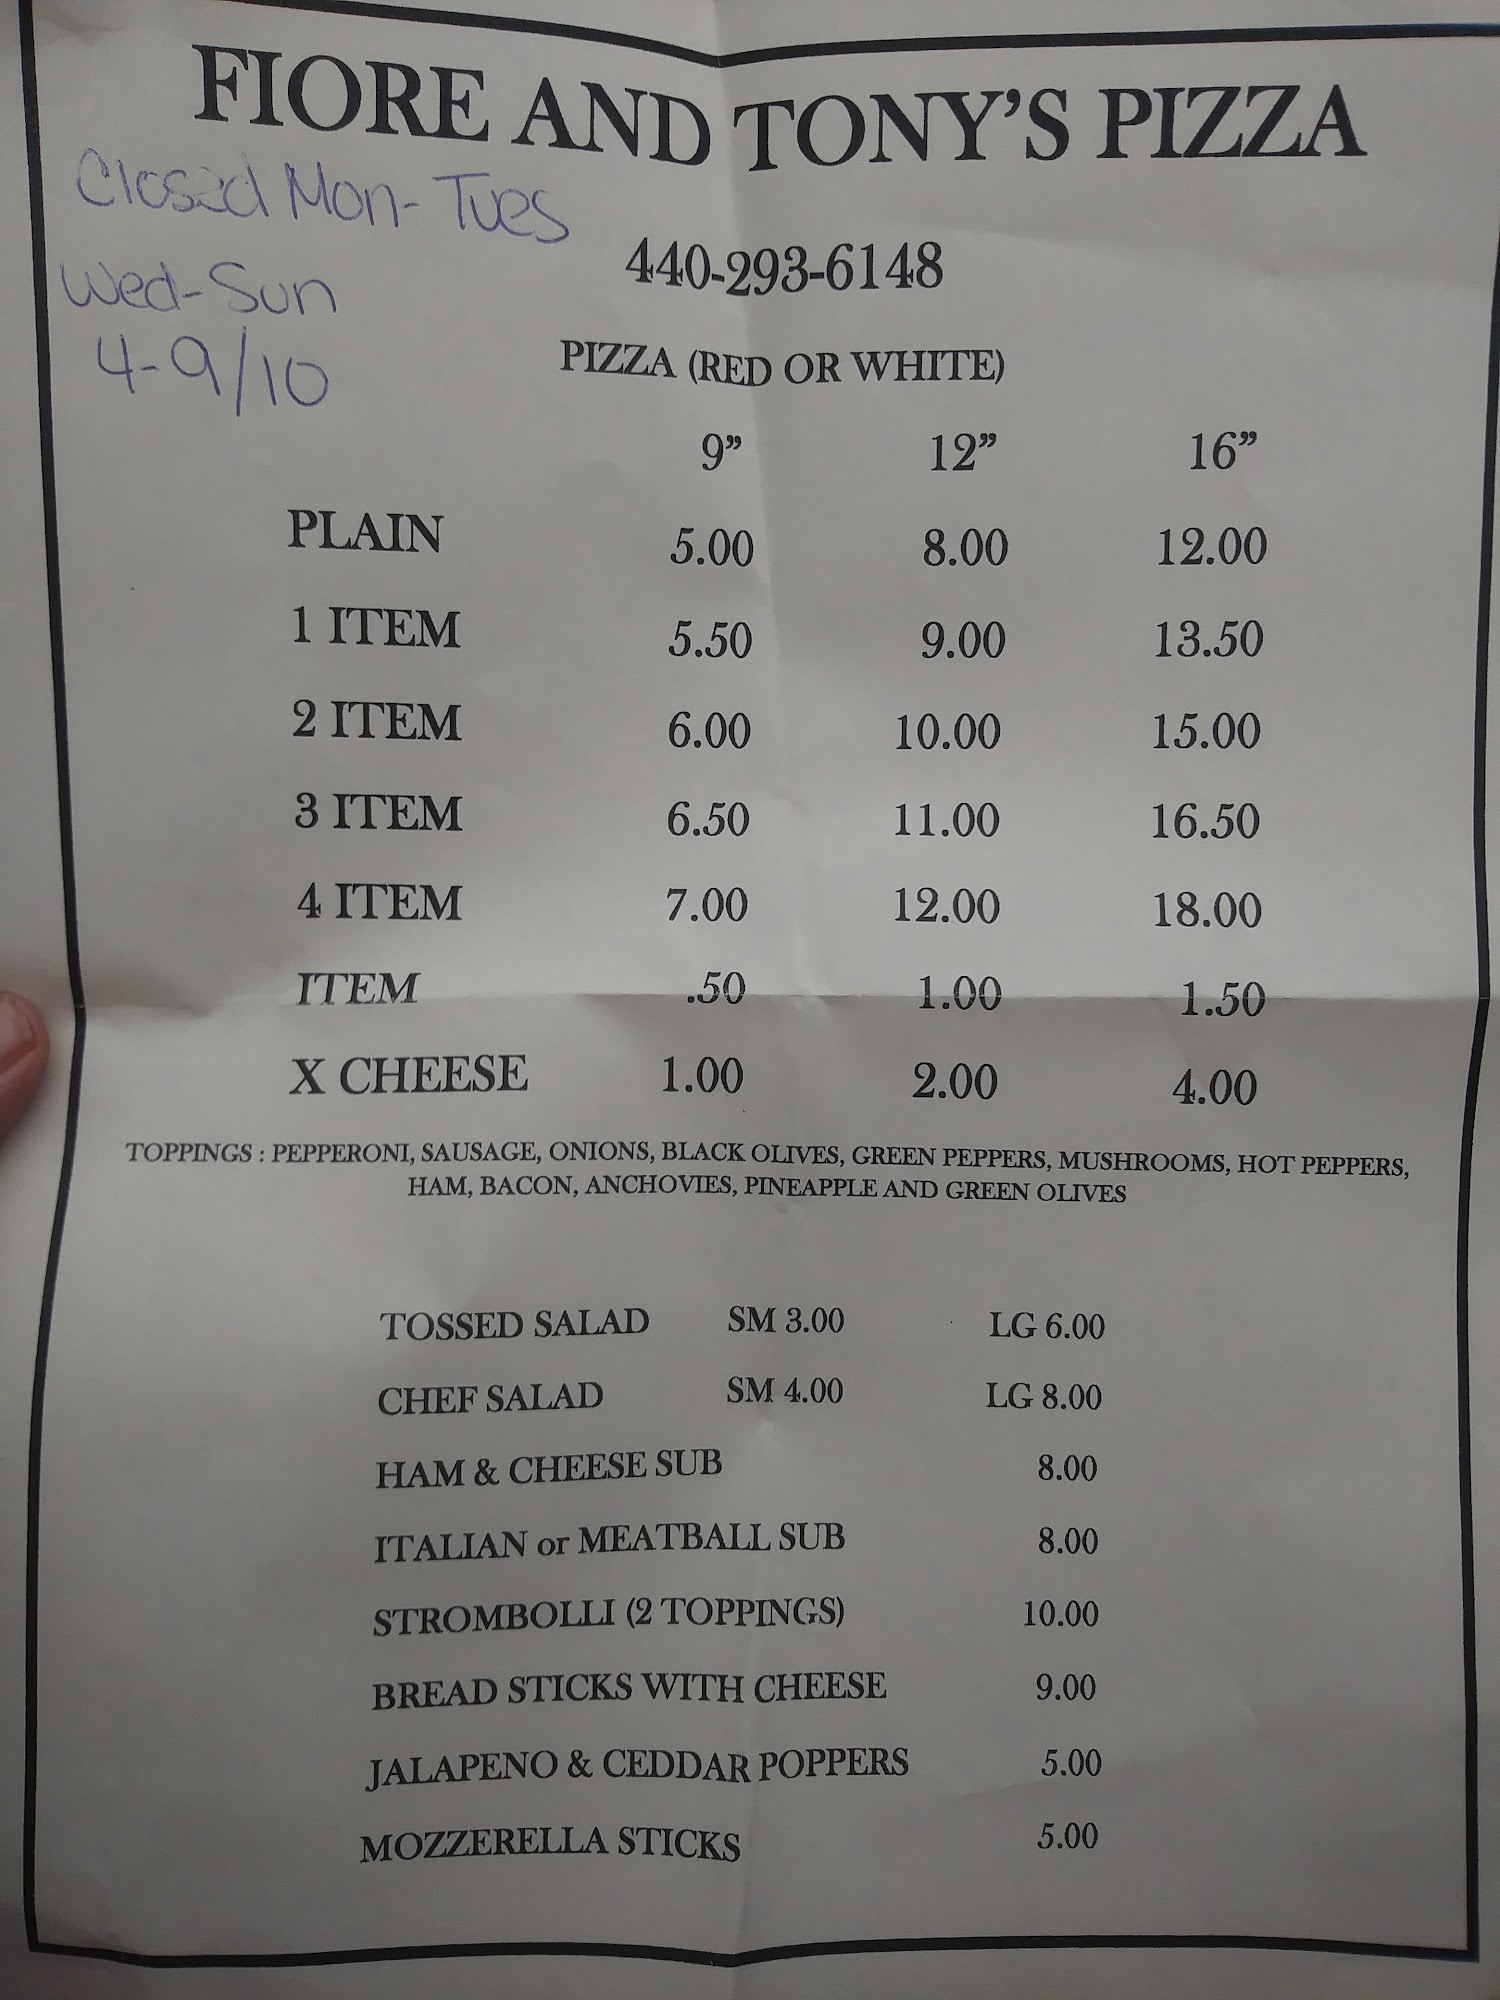 FIORE AND TONY'S PIZZA
Closed Mon-Tues
Wed-Sun
4-9/10
440-293-6148
PIZZA (RED OR WHITE)
9” 12” 16”
PLAIN 5.00 8.00 12.00
1 ITEM 5.50 9.00 13.50
2 ITEM 6.00 10.00 15.00
3 ITEM 6.50 11.00 16.50
4 ITEM 7.00 12.00 18.00
ITEM .50 1.00 1.50
X CHEESE 1.00 2.00 4.00
TOPPINGS : PEPPERONI, SAUSAGE, ONIONS, BLACK OLIVES, GREEN PEPPERS, MUSHROOMS, HOT PEPPERS,
HAM, BACON, ANCHOVIES, PINEAPPLE AND GREEN OLIVES
TOSSED SALAD SM 3.00 LG 6.00
CHEF SALAD SM 4.00 LG 8.00
HAM & CHEESE SUB 8.00
ITALIAN or MEATBALL SUB 8.00
STROMBOLLI (2 TOPPINGS) 10.00
BREAD STICKS WITH CHEESE 9.00
JALAPENO & CEDDAR POPPERS 5.00
MOZZERELLA STICKS 5.00